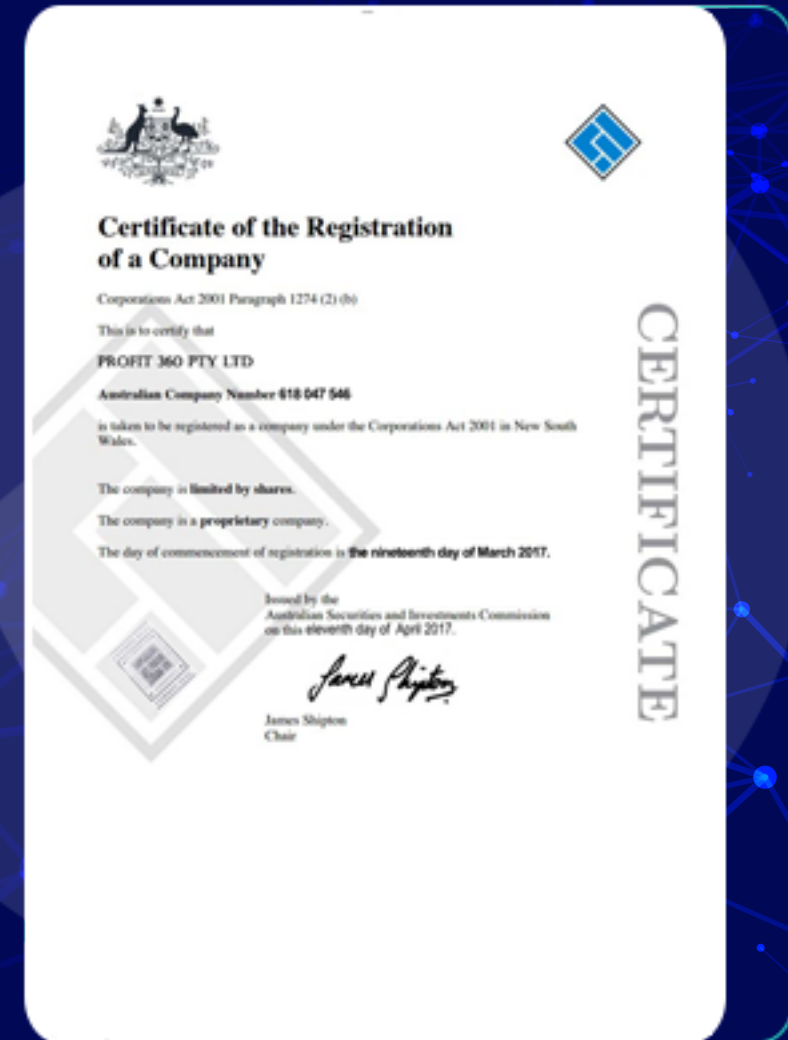 Certificate of the Registration
of a Company
Corporations Act 2001 Paragraph 1274 (2) (b)
This is to certify that
PROFIT 360 PTY LTD
Australian Company Number 618 047 546
is taken to be registered as a company under the Corporations Act 2001 in New South
Wales.
The company is limited by shares.
The company is a proprietary company.
The day of commencement of registration is the nineteenth day of March 2017.
Issued by the
Australian Securities and Investments Commission
on this eleventh day of April 2017.
James Shipton
James Shipton
Chair
CERTIFICATE